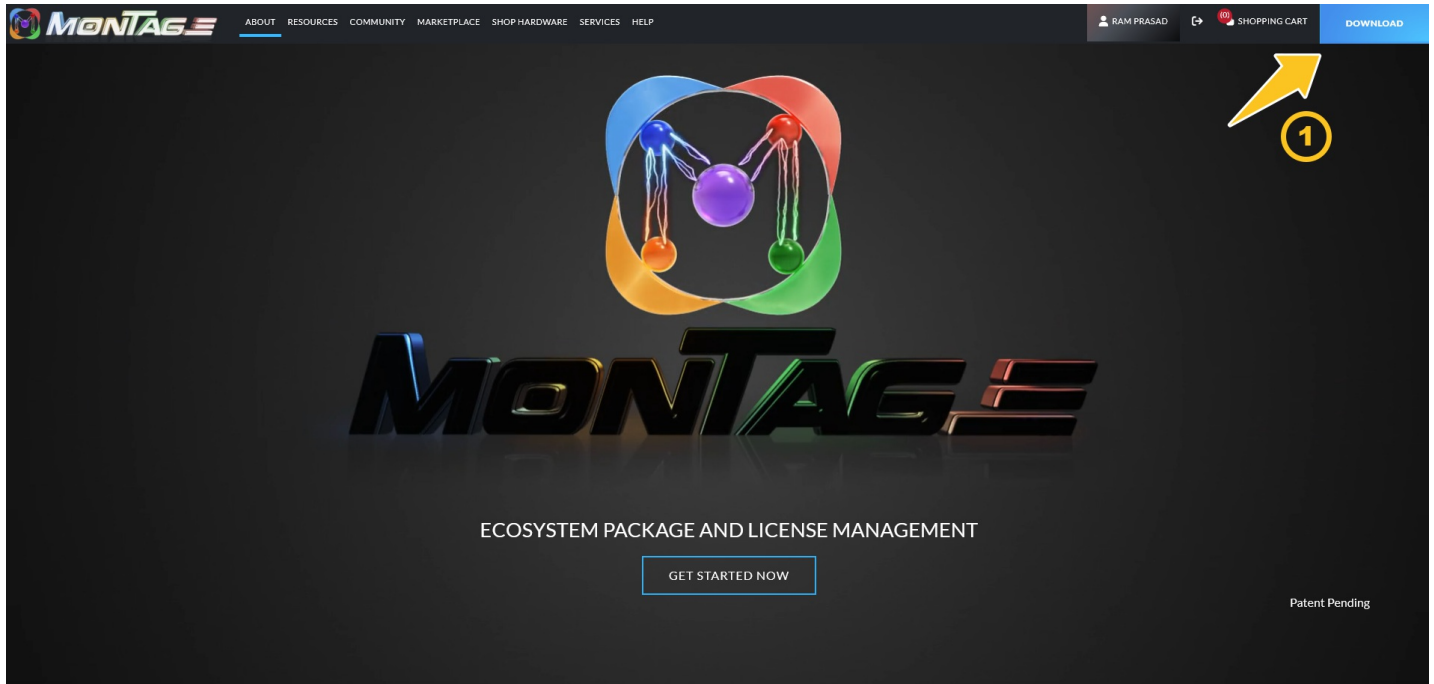 MONTAGE
ABOUT RESOURCES COMMUNITY MARKETPLACE SHOP HARDWARE SERVICES HELP
RAM PRASAD
(0) SHOPPING CART
DOWNLOAD
1
MONTAGE
ECOSYSTEM PACKAGE AND LICENSE MANAGEMENT
GET STARTED NOW
Patent Pending